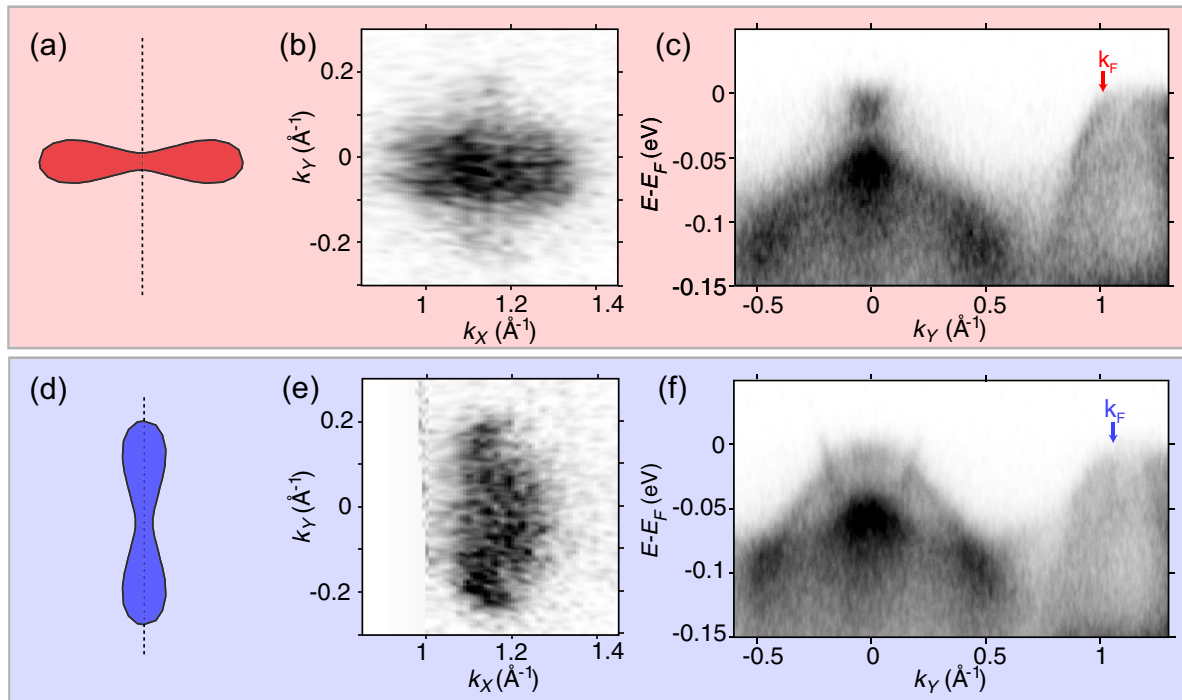 (a)
(b)
0.2
0
-0.2
k_Y (Å⁻¹)
1
1.2
1.4
k_X (Å⁻¹)
(c)
k_F
0
-0.05
-0.1
-0.15
E-E_F (eV)
-0.5
0
0.5
1
k_Y (Å⁻¹)
(d)
(e)
0.2
0
-0.2
k_Y (Å⁻¹)
1
1.2
1.4
k_X (Å⁻¹)
(f)
k_F
0
-0.05
-0.1
-0.15
E-E_F (eV)
-0.5
0
0.5
1
k_Y (Å⁻¹)